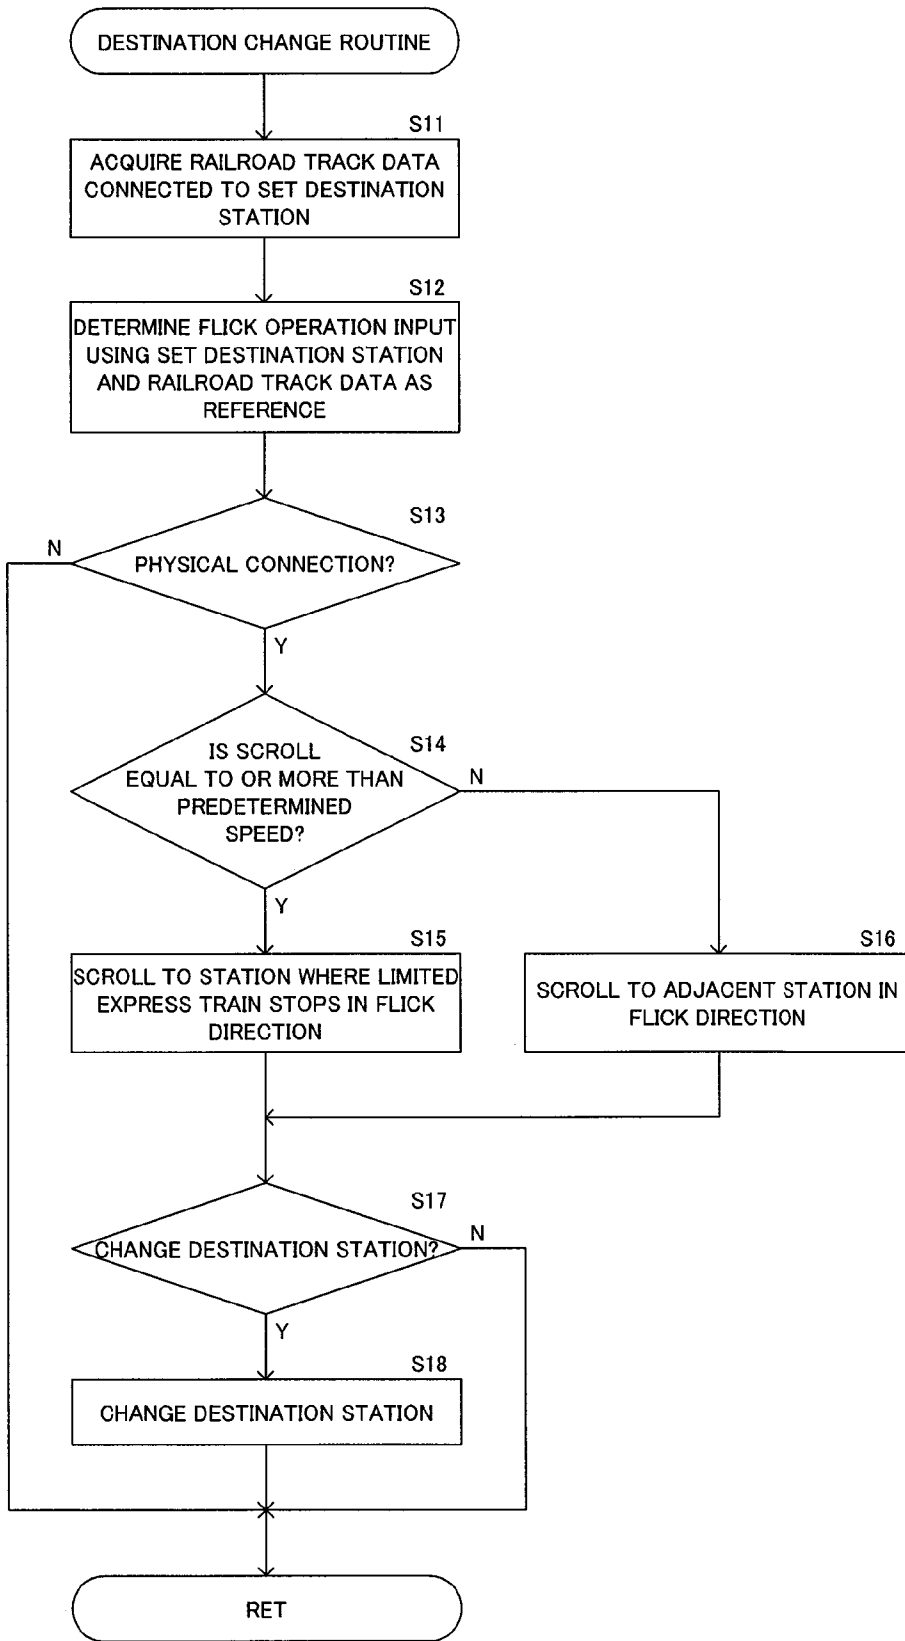 DESTINATION CHANGE ROUTINE
S11
ACQUIRE RAILROAD TRACK DATA
CONNECTED TO SET DESTINATION
STATION
S12
DETERMINE FLICK OPERATION INPUT
USING SET DESTINATION STATION
AND RAILROAD TRACK DATA AS
REFERENCE
S13
N
PHYSICAL CONNECTION?
Y
S14
IS SCROLL
EQUAL TO OR MORE THAN
PREDETERMINED
SPEED?
N
Y
S15
SCROLL TO STATION WHERE LIMITED
EXPRESS TRAIN STOPS IN FLICK
DIRECTION
S16
SCROLL TO ADJACENT STATION IN
FLICK DIRECTION
S17
CHANGE DESTINATION STATION?
N
Y
S18
CHANGE DESTINATION STATION
RET